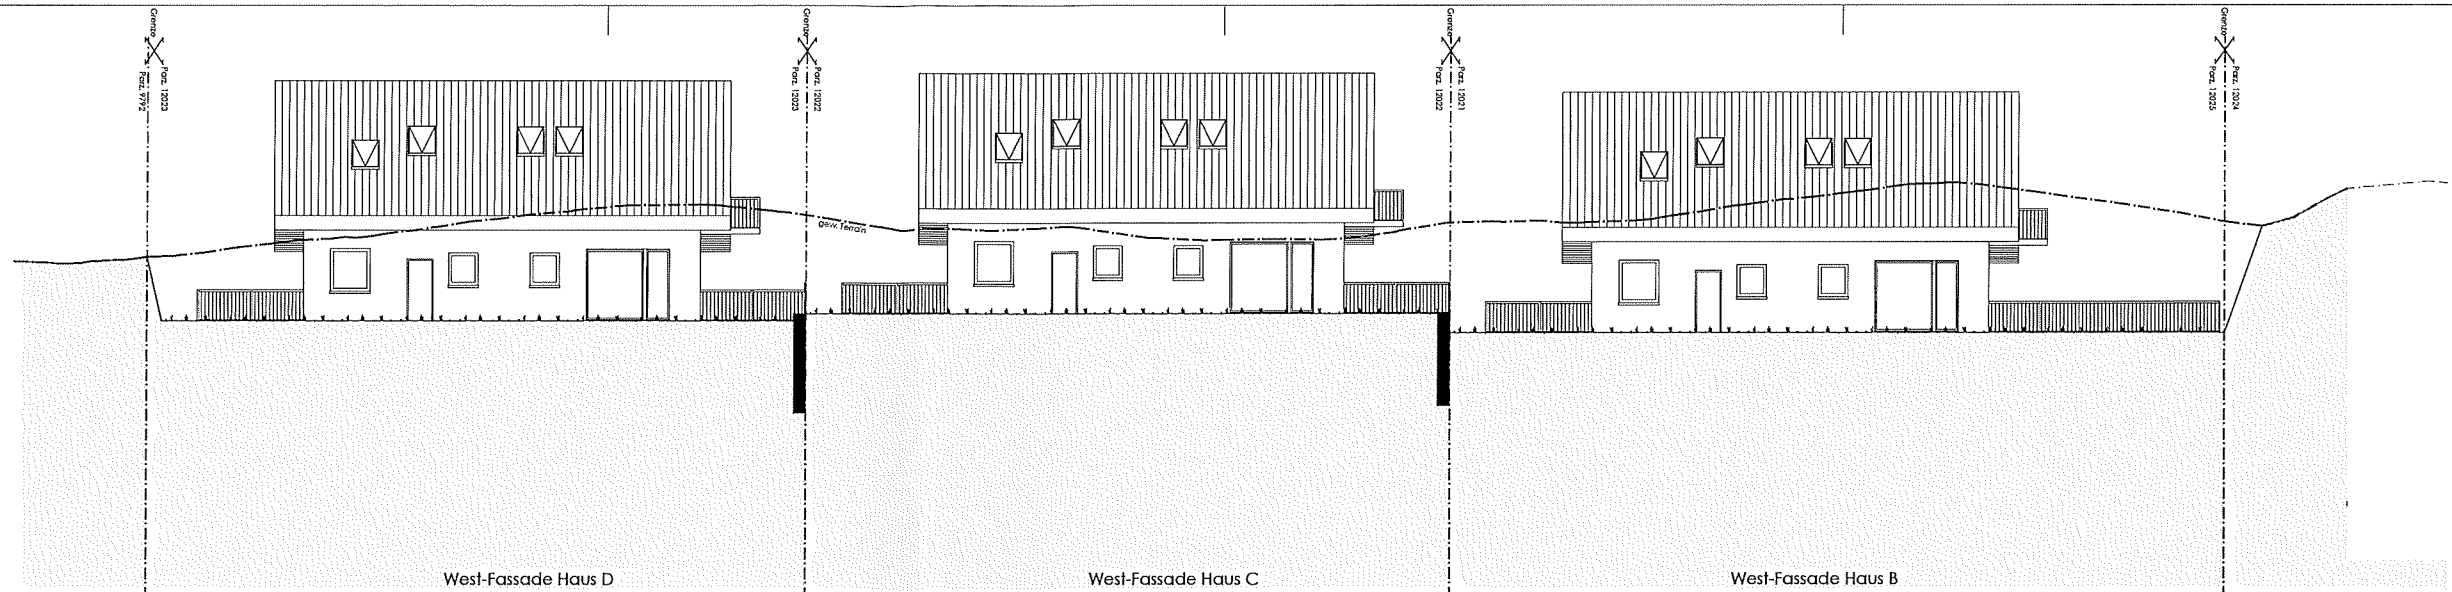 Grenze
Parz. 12023
Parz. 9792
Grenze
Parz. 12022
Parz. 12023
Grenze
Parz. 12021
Parz. 12022
Grenze
Parz. 12024
Parz. 12021
gew. Terrain
West-Fassade Haus D
West-Fassade Haus C
West-Fassade Haus B